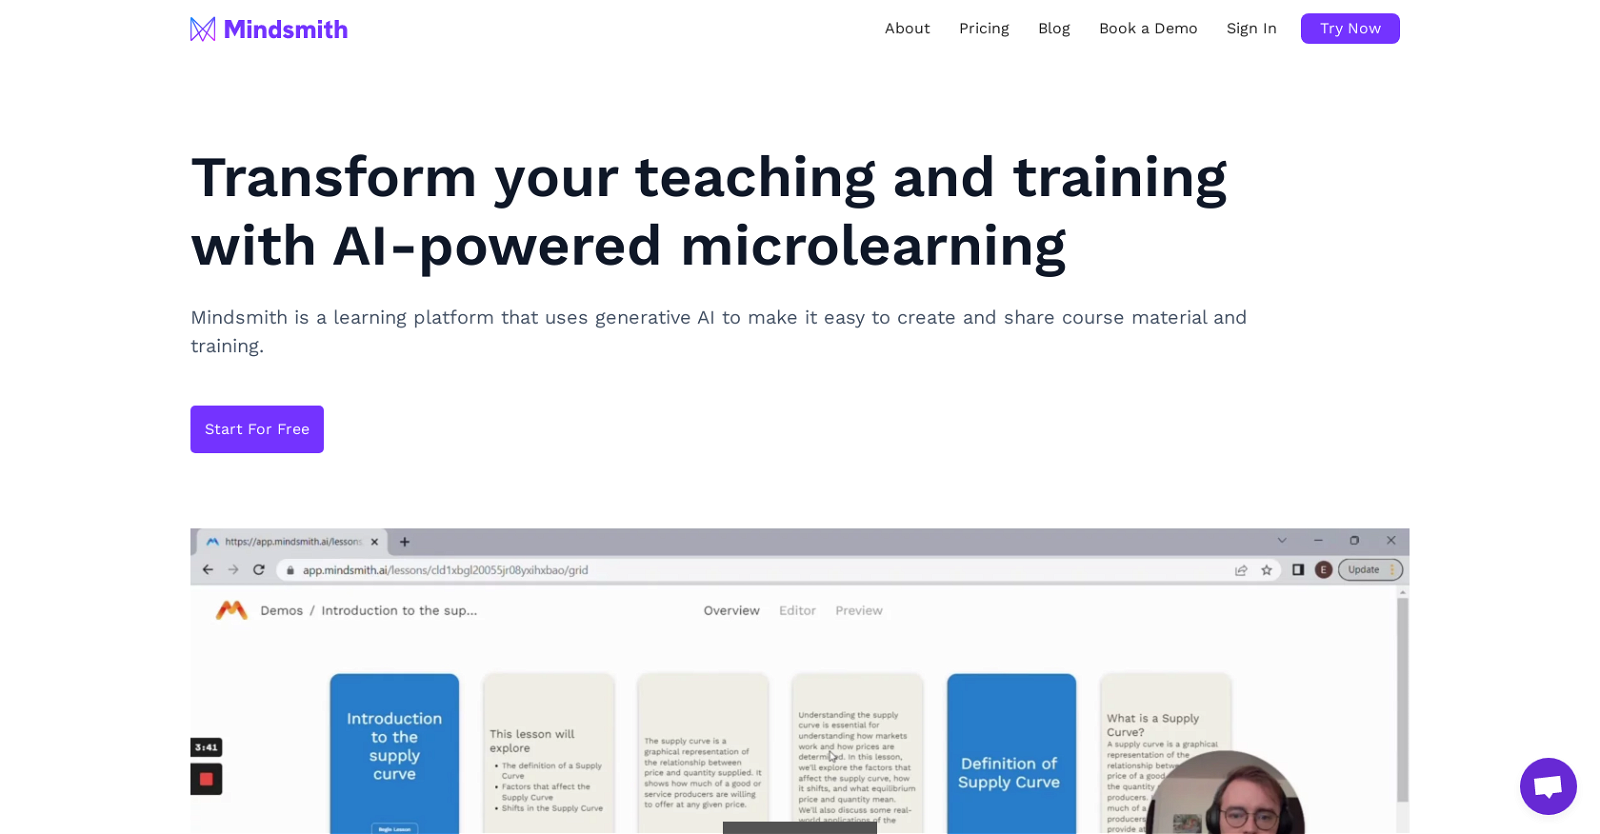 Mindsmith
About
Pricing
Blog
Book a Demo
Sign In
Try Now
Transform your teaching and training
with AI-powered microlearning
Mindsmith is a learning platform that uses generative AI to make it easy to create and share course material and
training.
Start For Free
https://app.mindsmith.ai/lessons
app.mindsmith.ai/lessons/cld1xbgl20055jr08yxihxbao/grid
E
Update
Demos / Introduction to the sup...
Overview
Editor
Preview
3:41
Introduction
to the
supply
curve
Begin Lesson
This lesson will
explore
• The definition of a Supply
Curve
• Factors that affect the
Supply Curve
• Shifts in the Supply Curve
The supply curve is a
graphical representation of
the relationship between
price and quantity supplied. It
shows how much of a good or
service producers are willing
to offer at any given price.
Understanding the supply
curve is essential for
understanding how markets
work and how prices are
determined. In this lesson,
we'll explore the factors that
affect the supply curve, how
it shifts, and what equilibrium
price and quantity mean.
We'll also discuss some real-
world applications of the
Definition of
Supply Curve
What is a Supply
Curve?
A supply curve is a graphical
representation of the
relationship between
price of a good
the quantity
producers.
much of a
producers
provide at